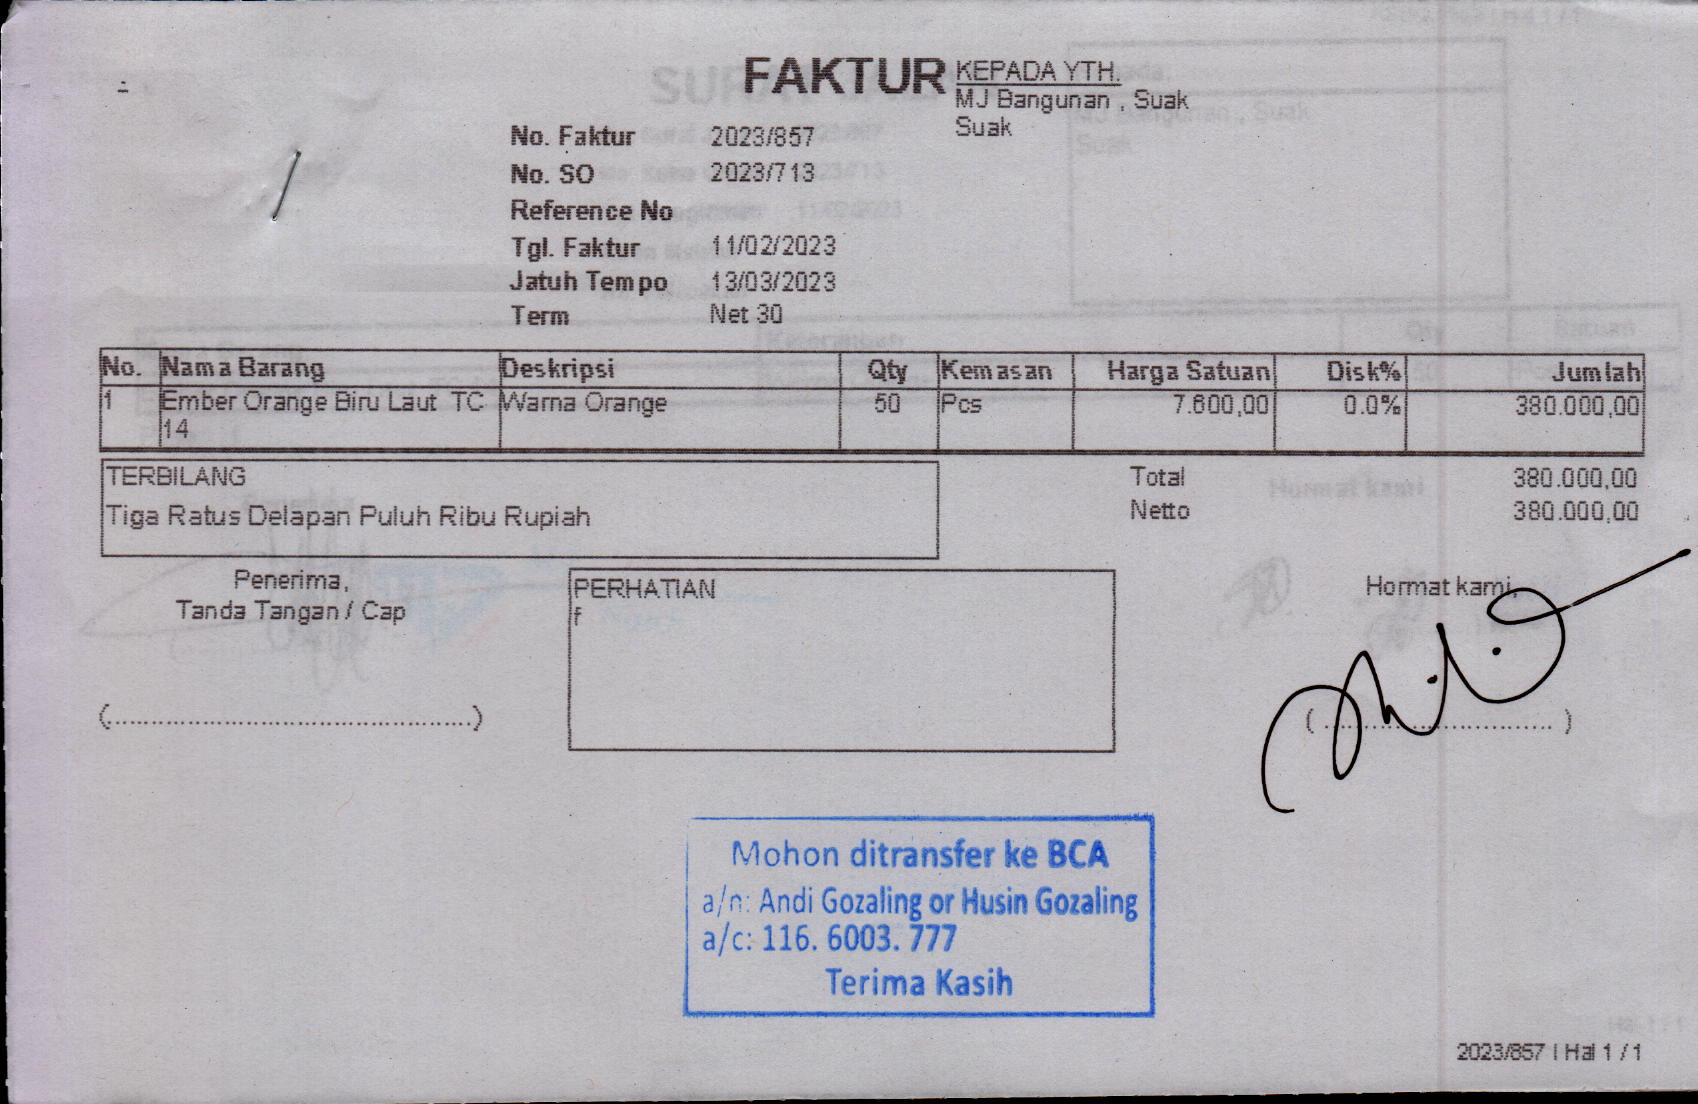 FAKTUR
KEPADA YTH.
MJ Bangunan , Suak
Suak
No. Faktur 2023/857
No. SO 2023/713
Reference No
Tgl. Faktur 11/02/2023
Jatuh Tempo 13/03/2023
Term Net 30
No. Nama Barang Deskripsi Qty Kemasan Harga Satuan Disk% Jumlah
1 Ember Orange Biru Laut TC Warna Orange 50 Pcs 7.600,00 0.0% 380.000,00
14
TERBILANG
Tiga Ratus Delapan Puluh Ribu Rupiah
Total 380.000,00
Netto 380.000,00
Penerima,
Tanda Tangan / Cap
(..............................................)
PERHATIAN
f
Hormat kami,
( ............................. )
Mohon ditransfer ke BCA
a/n: Andi Gozaling or Husin Gozaling
a/c: 116. 6003. 777
Terima Kasih
2023/857 | Hal 1 / 1